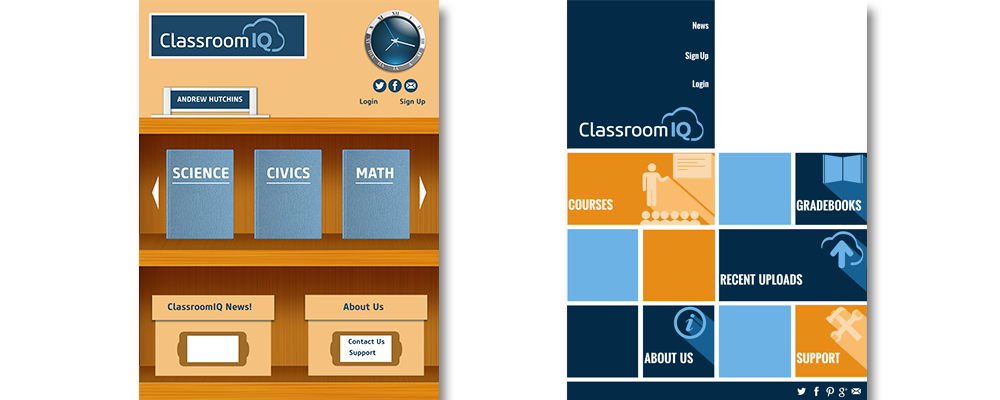 ClassroomIQ
ANDREW HUTCHINS
Login Sign Up
SCIENCE CIVICS MATH
ClassroomIQ News!
About Us
Contact Us
Support
News
Sign Up
Login
ClassroomIQ
COURSES
GRADEBOOKS
RECENT UPLOADS
ABOUT US
SUPPORT